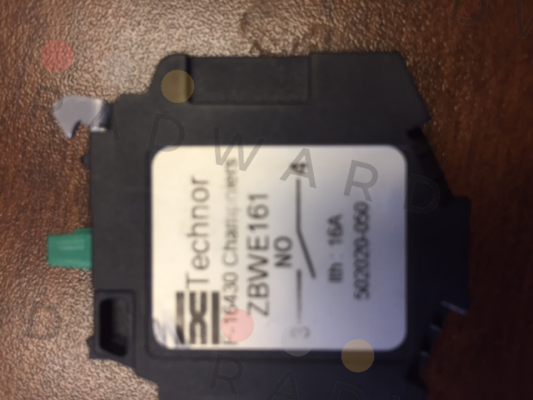 Technor
F-16430 Champniers
ZBWE161
NO
3 4
Ith : 16A
502020-050